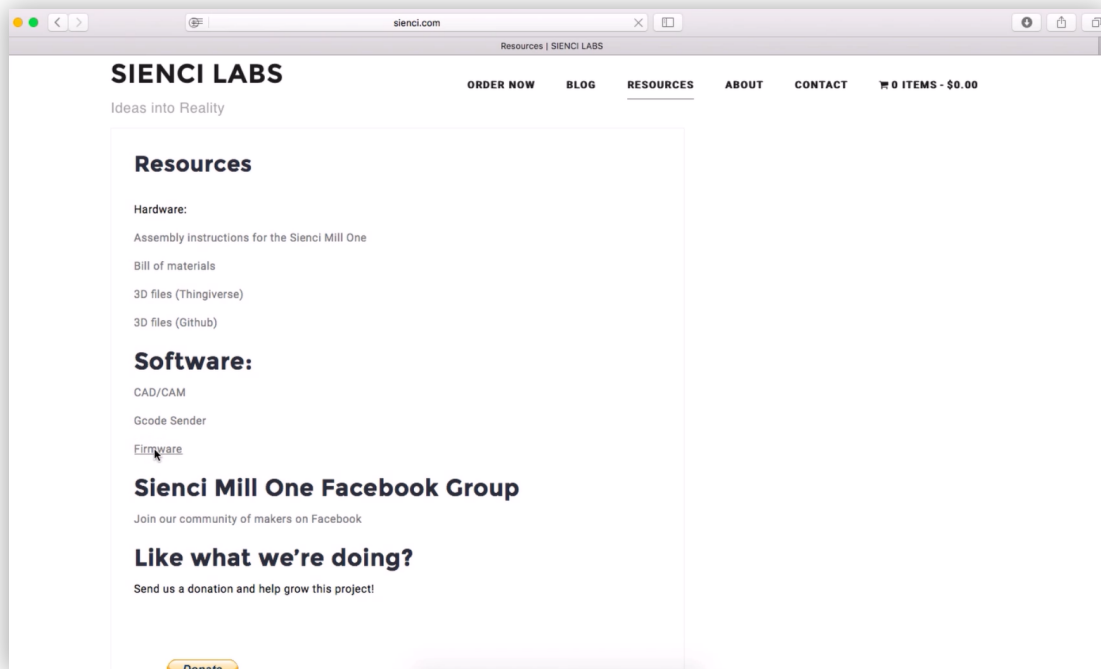 sienci.com
Resources | SIENCI LABS
SIENCI LABS
Ideas into Reality
ORDER NOW BLOG RESOURCES ABOUT CONTACT 0 ITEMS - $0.00
Resources
Hardware:
Assembly instructions for the Sienci Mill One
Bill of materials
3D files (Thingiverse)
3D files (Github)
Software:
CAD/CAM
Gcode Sender
Firmware
Sienci Mill One Facebook Group
Join our community of makers on Facebook
Like what we're doing?
Send us a donation and help grow this project!
Donate